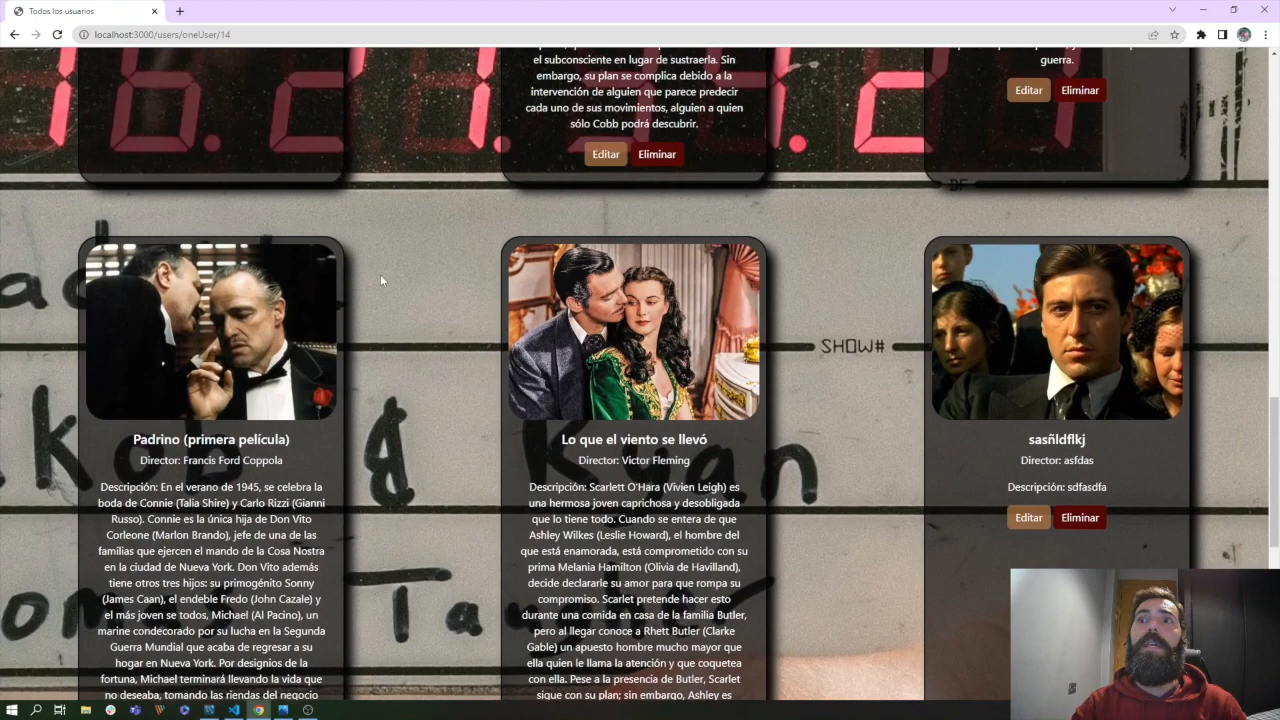 Todos los usuarios
localhost:3000/users/oneUser/14
el subconsciente en lugar de sustraerla. Sin
embargo, su plan se complica debido a la
intervención de alguien que parece predecir
cada uno de sus movimientos, alguien a quien
sólo Cobb podrá descubrir.
Editar Eliminar
guerra.
Editar Eliminar
DF
SHOW#
Padrino (primera película)
Director: Francis Ford Coppola
Descripción: En el verano de 1945, se celebra la
boda de Connie (Talia Shire) y Carlo Rizzi (Gianni
Russo). Connie es la única hija de Don Vito
Corleone (Marlon Brando), jefe de una de las
familias que ejercen el mando de la Cosa Nostra
en la ciudad de Nueva York. Don Vito además
tiene otros tres hijos: su primogénito Sonny
(James Caan), el endeble Fredo (John Cazale) y
el más joven se todos, Michael (Al Pacino), un
marine condecorado por su lucha en la Segunda
Guerra Mundial que acaba de regresar a su
hogar en Nueva York. Por designios de la
fortuna, Michael terminará llevando la vida que
no deseaba, tomando las riendas del negocio
Lo que el viento se llevó
Director: Victor Fleming
Descripción: Scarlett O'Hara (Vivien Leigh) es
una hermosa joven caprichosa y desobligada
que lo tiene todo. Cuando se entera de que
Ashley Wilkes (Leslie Howard), el hombre del
que está enamorada, está comprometido con su
prima Melania Hamilton (Olivia de Havilland),
decide declararle su amor para que rompa su
compromiso. Scarlet pretende hacer esto
durante una comida en casa de la familia Butler,
pero al llegar conoce a Rhett Butler (Clarke
Gable) un apuesto hombre mucho mayor que
ella quien le llama la atención y que coquetea
con ella. Pese a la presencia de Butler, Scarlet
sigue con su plan; sin embargo, Ashley es
sasñldflkj
Director: asfdas
Descripción: sdfasdfa
Editar Eliminar